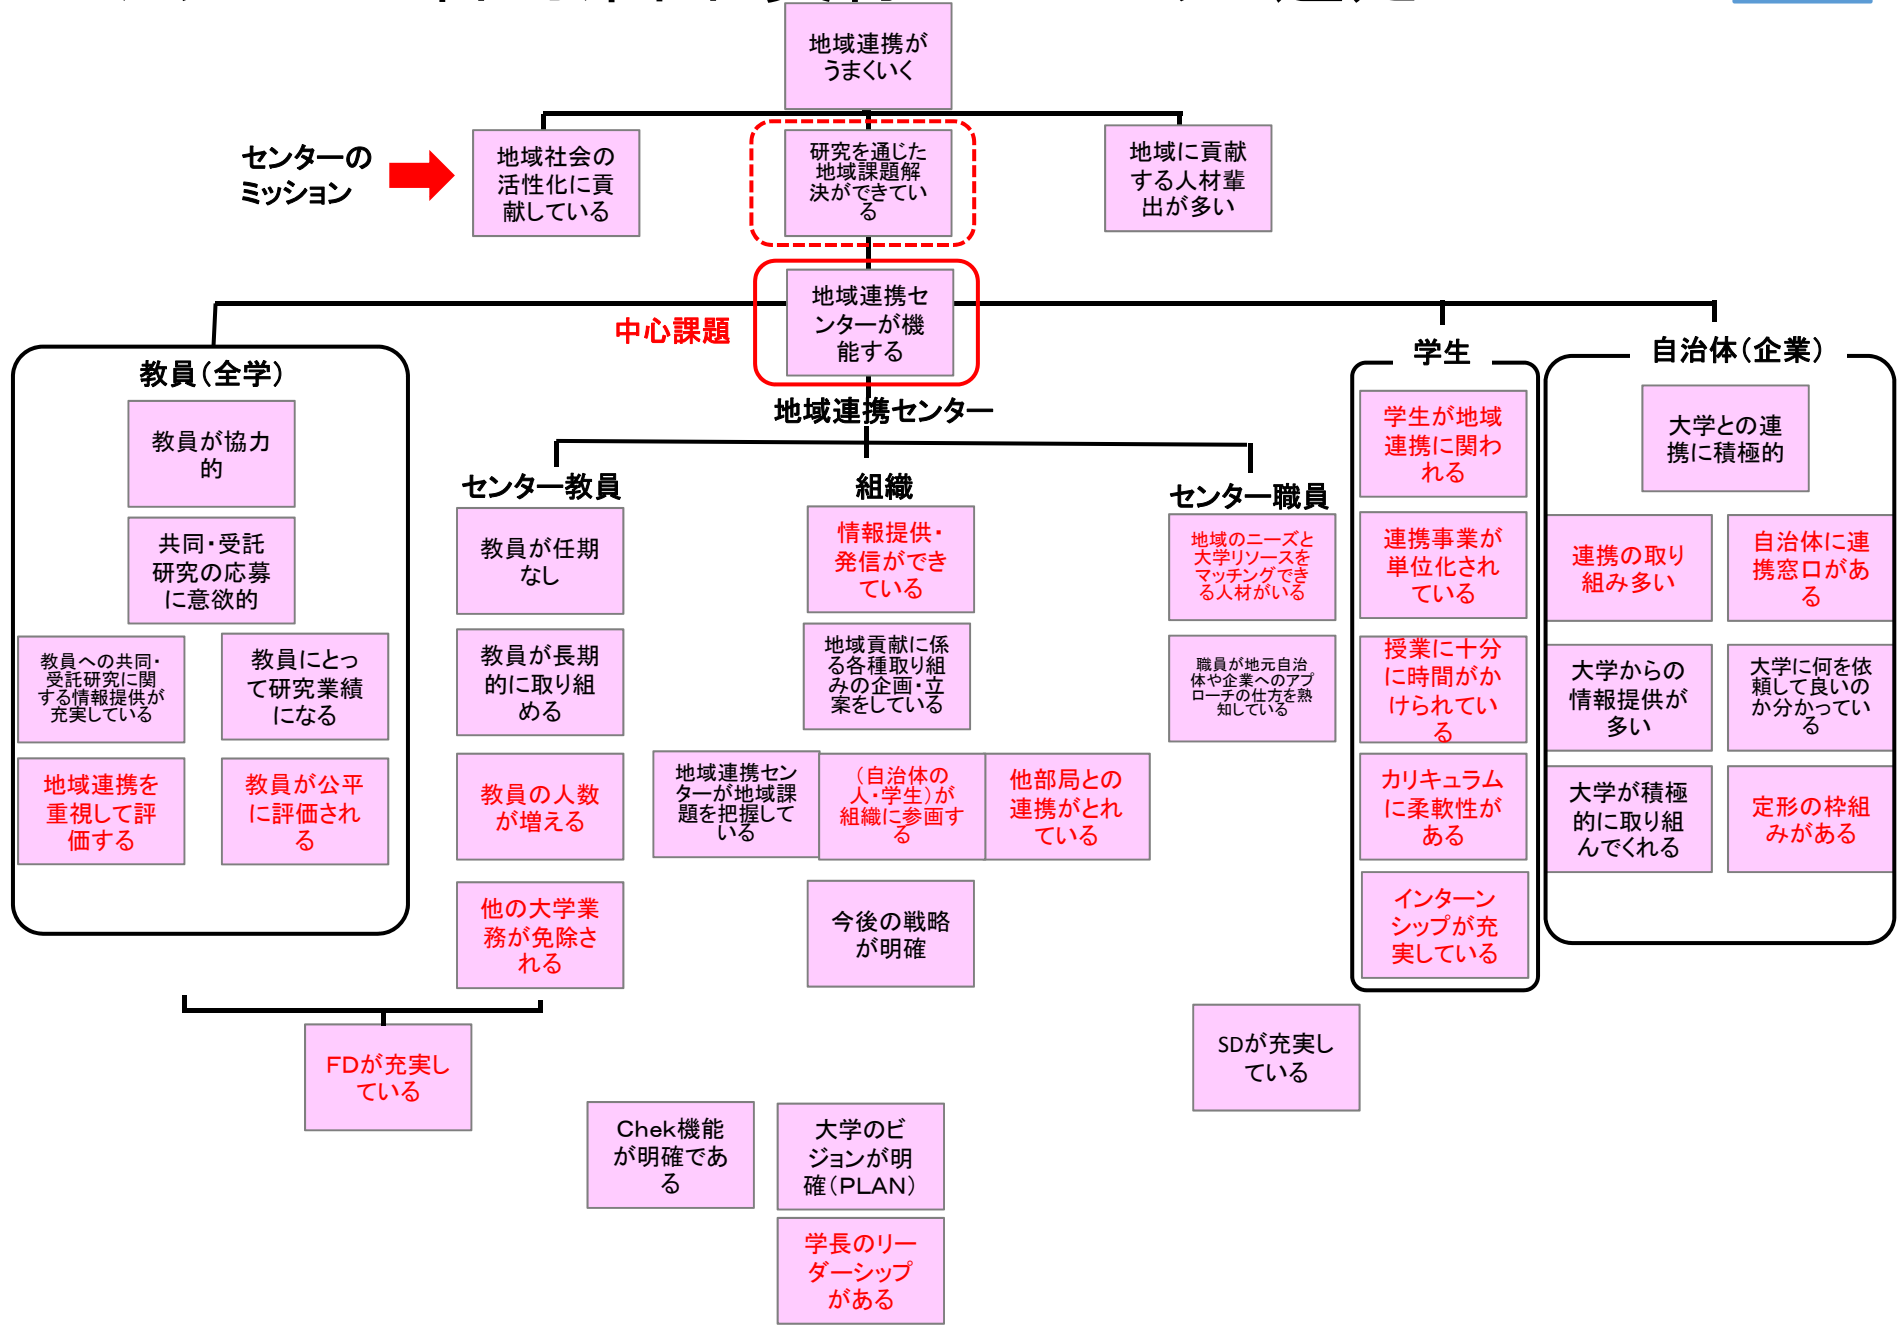 地域連携が
うまくいく
センターの
ミッション
地域社会の
活性化に貢
献している
研究を通じた
地域課題解
決ができてい
る
地域に貢献
する人材輩
出が多い
中心課題
地域連携セ
ンターが機
能する
教員(全学)
教員が協力
的
共同・受託
研究の応募
に意欲的
教員への共同・
受託研究に関
する情報提供が
充実している
教員にとっ
て研究業績
になる
地域連携を
重視して評
価する
教員が公平
に評価され
る
地域連携センター
センター教員
教員が任期
なし
教員が長期
的に取り組
める
教員の人数
が増える
他の大学業
務が免除さ
れる
組織
情報提供・
発信ができ
ている
地域貢献に係
る各種取り組
みの企画・立
案をしている
地域連携セン
ターが地域課
題を把握して
いる
(自治体の
人・学生)が
組織に参画す
る
他部局との
連携がとれ
ている
今後の戦略
が明確
センター職員
地域のニーズと
大学リソースを
マッチングでき
る人材がいる
職員が地元自治
体や企業へのアプ
ローチの仕方を熟
知している
学生
学生が地域
連携に関わ
れる
連携事業が
単位化され
ている
授業に十分
に時間がか
けられてい
る
カリキュラム
に柔軟性が
ある
インターン
シップが充
実している
自治体(企業)
大学との連
携に積極的
連携の取り
組み多い
自治体に連
携窓口があ
る
大学からの
情報提供が
多い
大学に何を依
頼して良いの
か分かってい
る
大学が積極
的に取り組
んでくれる
定形の枠組
みがある
FDが充実し
ている
SDが充実し
ている
Chek機能
が明確であ
る
大学のビ
ジョンが明
確(PLAN)
学長のリー
ダーシップ
がある